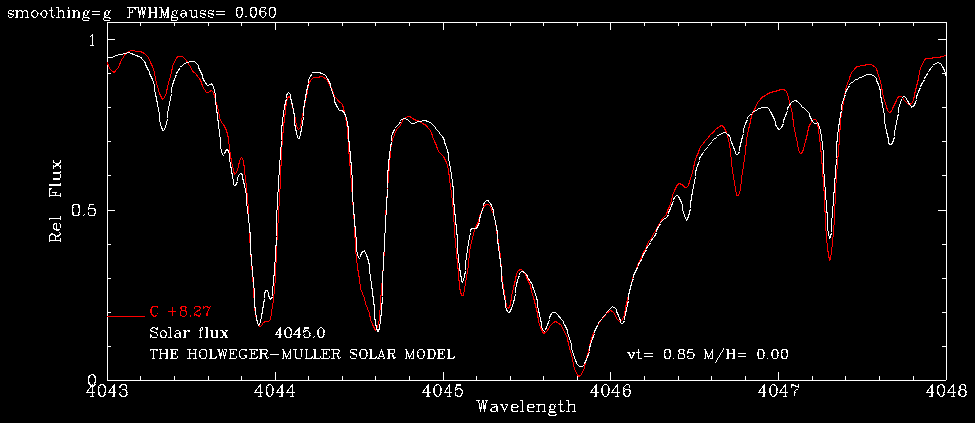 smoothing=g FWHMgauss= 0.060
1
0.5
0
Rel Flux
C +8.27
Solar flux 4045.0
THE HOLWEGER-MULLER SOLAR MODEL
vt= 0.85 M/H= 0.00
4043 4044 4045 4046 4047 4048
Wavelength